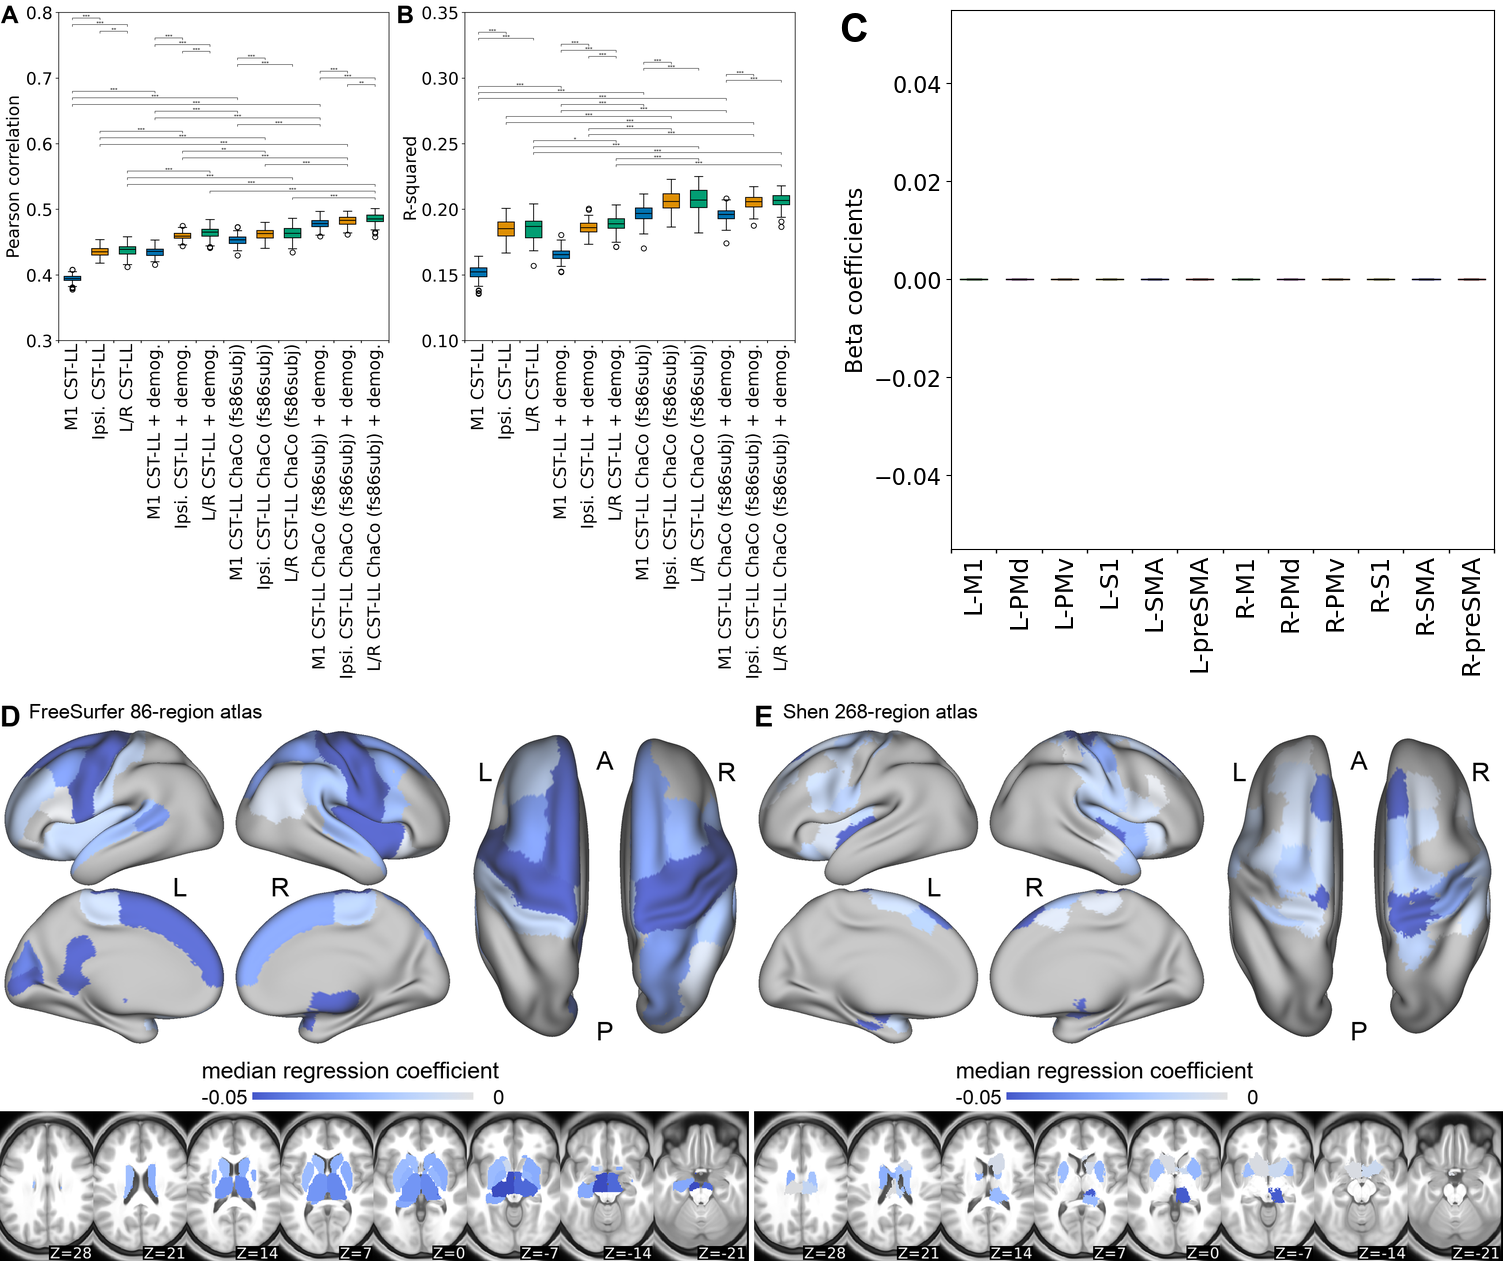 A
0.8
0.7
0.6
0.5
0.4
0.3
Pearson correlation
M1 CST-LL
Ipsi. CST-LL
L/R CST-LL
M1 CST-LL + demog.
Ipsi. CST-LL + demog.
L/R CST-LL + demog.
M1 CST-LL ChaCo (fs86subj)
Ipsi. CST-LL ChaCo (fs86subj)
L/R CST-LL ChaCo (fs86subj)
M1 CST-LL ChaCo (fs86subj) + demog.
Ipsi. CST-LL ChaCo (fs86subj) + demog.
L/R CST-LL ChaCo (fs86subj) + demog.
B
0.35
0.30
0.25
0.20
0.15
0.10
R-squared
M1 CST-LL
Ipsi. CST-LL
L/R CST-LL
M1 CST-LL + demog.
Ipsi. CST-LL + demog.
L/R CST-LL + demog.
M1 CST-LL ChaCo (fs86subj)
Ipsi. CST-LL ChaCo (fs86subj)
L/R CST-LL ChaCo (fs86subj)
M1 CST-LL ChaCo (fs86subj) + demog.
Ipsi. CST-LL ChaCo (fs86subj) + demog.
L/R CST-LL ChaCo (fs86subj) + demog.
C
0.04
0.02
0.00
−0.02
−0.04
Beta coefficients
L-M1
L-PMd
L-PMv
L-S1
L-SMA
L-preSMA
R-M1
R-PMd
R-PMv
R-S1
R-SMA
R-preSMA
D FreeSurfer 86-region atlas
L A R
L R
P
median regression coefficient
-0.05 0
Z=28 Z=21 Z=14 Z=7 Z=0 Z=-7 Z=-14 Z=-21
E Shen 268-region atlas
L A R
L R
P
median regression coefficient
-0.05 0
Z=28 Z=21 Z=14 Z=7 Z=0 Z=-7 Z=-14 Z=-21